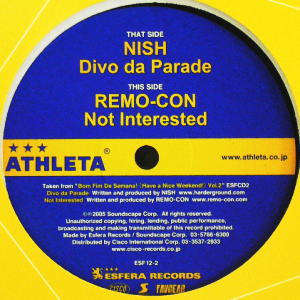 THAT SIDE
NISH
Divo da Parade
THIS SIDE
REMO-CON
Not Interested
ATHLETA
www.athleta.co.jp
Taken from "Bom Fim De Semana! (Have a Nice Weekend!) Vol.2" ESFCD2
Divo da Parade Written and produced by NISH www.harderground.com
Not Interested Written and produced by REMO-CON www.remo-con.com
©℗2005 Soundscape Corp. All rights reserved.
Unauthorized copying, hiring, lending, public performance,
broadcasting and making transmittable of this record prohibited.
Made by Esfera Records / Soundscape Corp. 03-5766-6300
Distributed by Cisco International Corp. 03-3537-2933
www.cisco-records.co.jp
ESF12-2
ESFERA RECORDS
CISCO